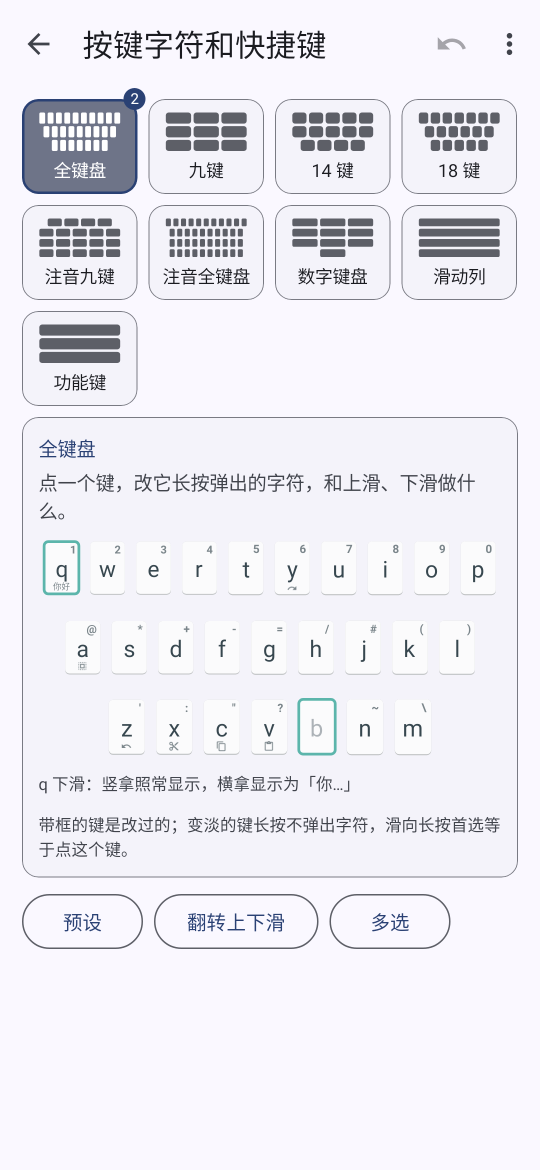 按键字符和快捷键
2
全键盘 九键 14 键 18 键
注音九键 注音全键盘 数字键盘 滑动列
功能键
全键盘
点一个键，改它长按弹出的字符，和上滑、下滑做什
么。
1 2 3 4 5 6 7 8 9 0
q w e r t y u i o p
你好
@ * + - = / # ( )
a s d f g h j k l
' : " ? ~ \
z x c v b n m
q 下滑：竖拿照常显示，横拿显示为「你…」
带框的键是改过的；变淡的键长按不弹出字符，滑向长按首选等
于点这个键。
预设 翻转上下滑 多选